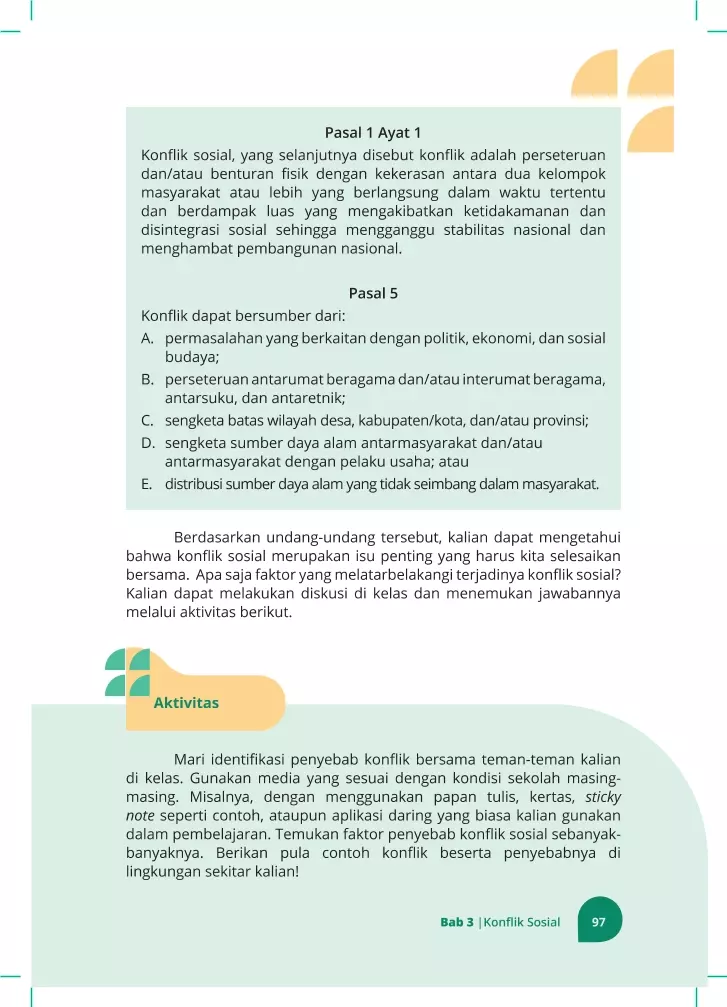 Pasal 1 Ayat 1
Konflik sosial, yang selanjutnya disebut konflik adalah perseteruan
dan/atau benturan fisik dengan kekerasan antara dua kelompok
masyarakat atau lebih yang berlangsung dalam waktu tertentu
dan berdampak luas yang mengakibatkan ketidakamanan dan
disintegrasi sosial sehingga mengganggu stabilitas nasional dan
menghambat pembangunan nasional.
Pasal 5
Konflik dapat bersumber dari:
A. permasalahan yang berkaitan dengan politik, ekonomi, dan sosial
budaya;
B. perseteruan antarumat beragama dan/atau interumat beragama,
antarsuku, dan antaretnik;
C. sengketa batas wilayah desa, kabupaten/kota, dan/atau provinsi;
D. sengketa sumber daya alam antarmasyarakat dan/atau
antarmasyarakat dengan pelaku usaha; atau
E. distribusi sumber daya alam yang tidak seimbang dalam masyarakat.
Berdasarkan undang-undang tersebut, kalian dapat mengetahui
bahwa konflik sosial merupakan isu penting yang harus kita selesaikan
bersama. Apa saja faktor yang melatarbelakangi terjadinya konflik sosial?
Kalian dapat melakukan diskusi di kelas dan menemukan jawabannya
melalui aktivitas berikut.
Aktivitas
Mari identifikasi penyebab konflik bersama teman-teman kalian
di kelas. Gunakan media yang sesuai dengan kondisi sekolah masing-
masing. Misalnya, dengan menggunakan papan tulis, kertas, sticky
note seperti contoh, ataupun aplikasi daring yang biasa kalian gunakan
dalam pembelajaran. Temukan faktor penyebab konflik sosial sebanyak-
banyaknya. Berikan pula contoh konflik beserta penyebabnya di
lingkungan sekitar kalian!
Bab 3 | Konflik Sosial 97